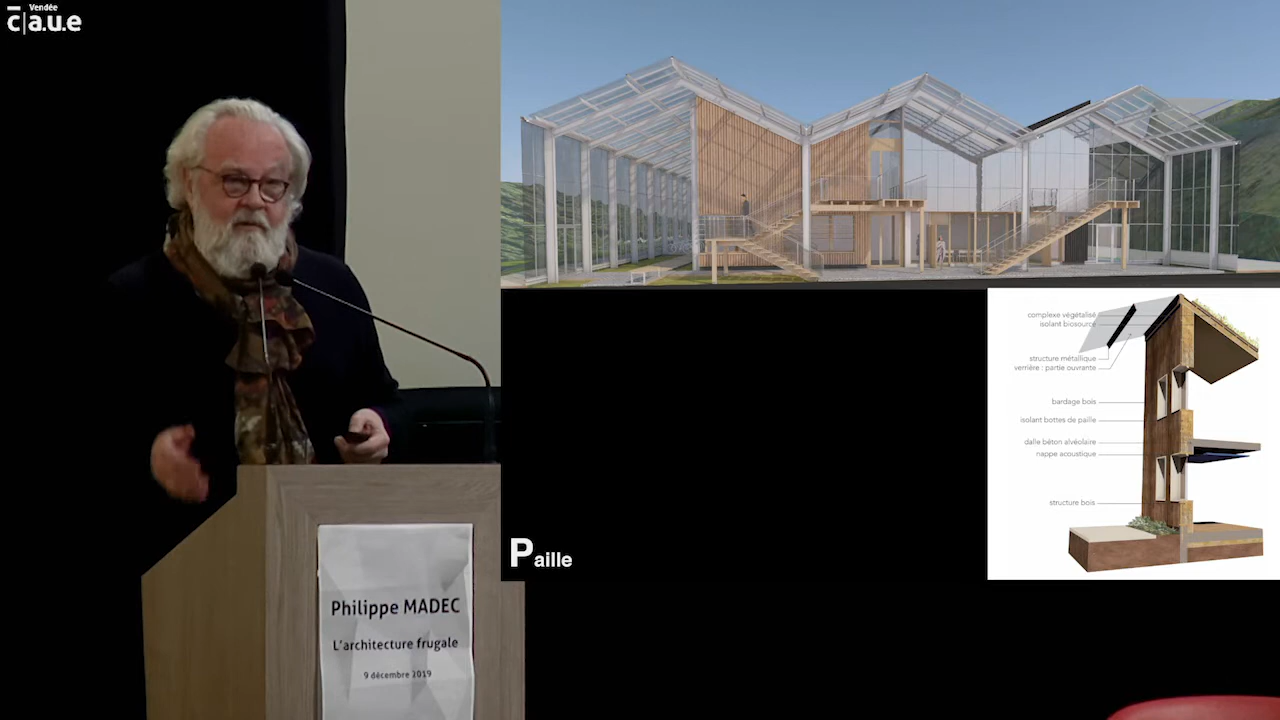 Vendée
c|a.u.e
complexe végétalisé
isolant biosourcé
structure métallique
verrière : partie ouvrante
bardage bois
isolant bottes de paille
dalle béton alvéolaire
nappe acoustique
structure bois
Paille
Philippe MADEC
L'architecture frugale
9 décembre 2019